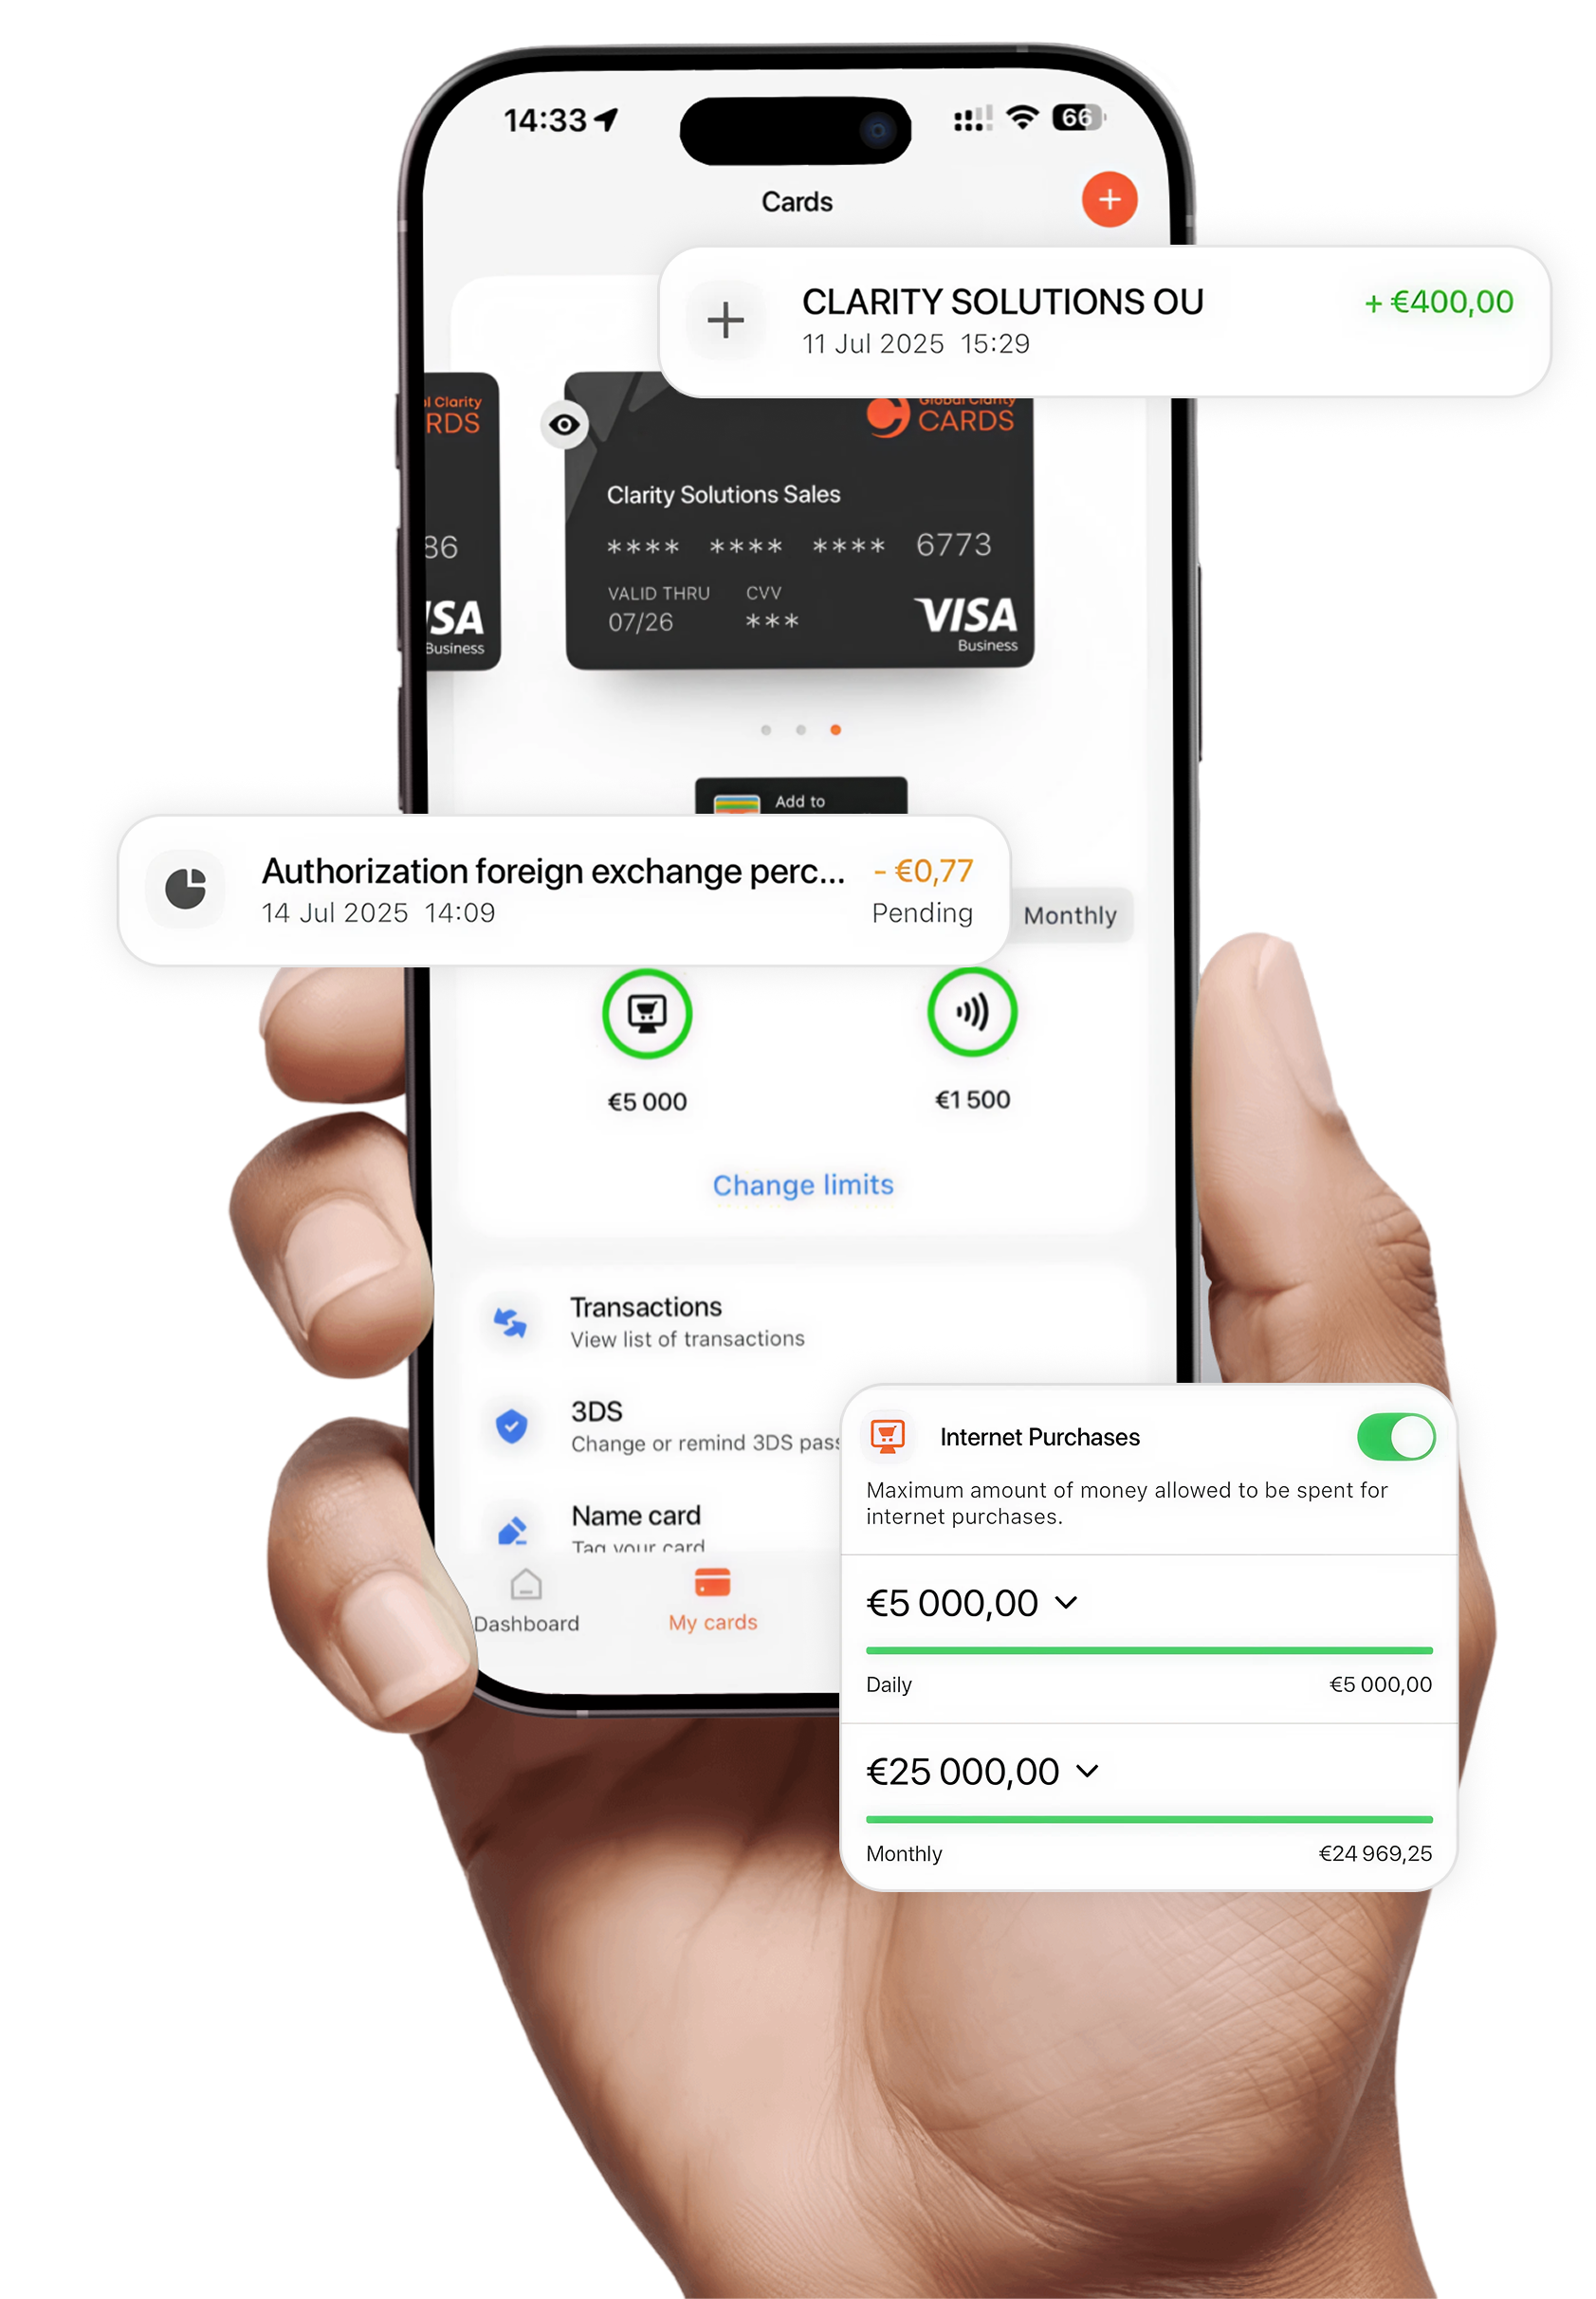 14:33
66
Cards
CLARITY SOLUTIONS OU
+ €400,00
11 Jul 2025 15:29
l Clarity
RDS
Global Clarity
CARDS
Clarity Solutions Sales
**** **** **** 6773
86
VALID THRU CVV
07/26 ***
VISA
Business
ISA
Business
Add to
Authorization foreign exchange perc...
- €0,77
14 Jul 2025 14:09
Pending
Monthly
€5 000
€1 500
Change limits
Transactions
View list of transactions
3DS
Change or remind 3DS pass
Name card
Tag your card
Dashboard
My cards
Internet Purchases
Maximum amount of money allowed to be spent for
internet purchases.
€5 000,00
Daily €5 000,00
€25 000,00
Monthly €24 969,25